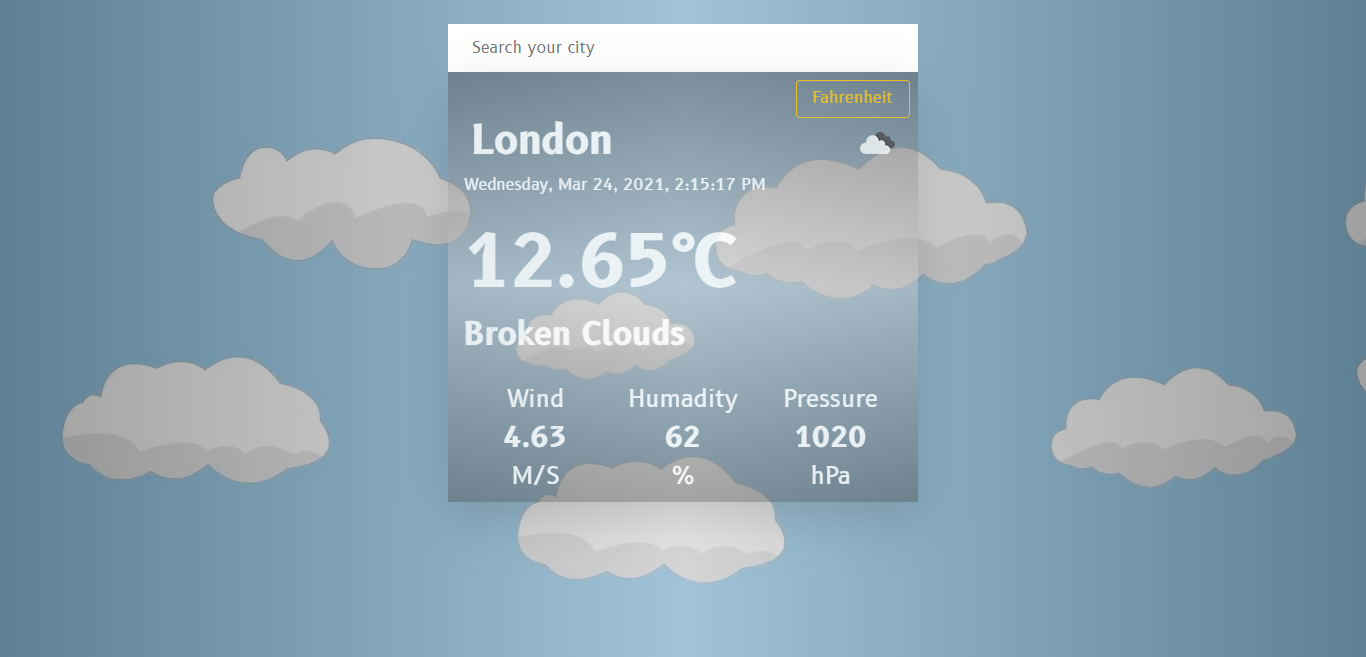 Search your city
Fahrenheit
London
Wednesday, Mar 24, 2021, 2:15:17 PM
12.65°C
Broken Clouds
Wind Humadity Pressure
4.63 62 1020
M/S % hPa